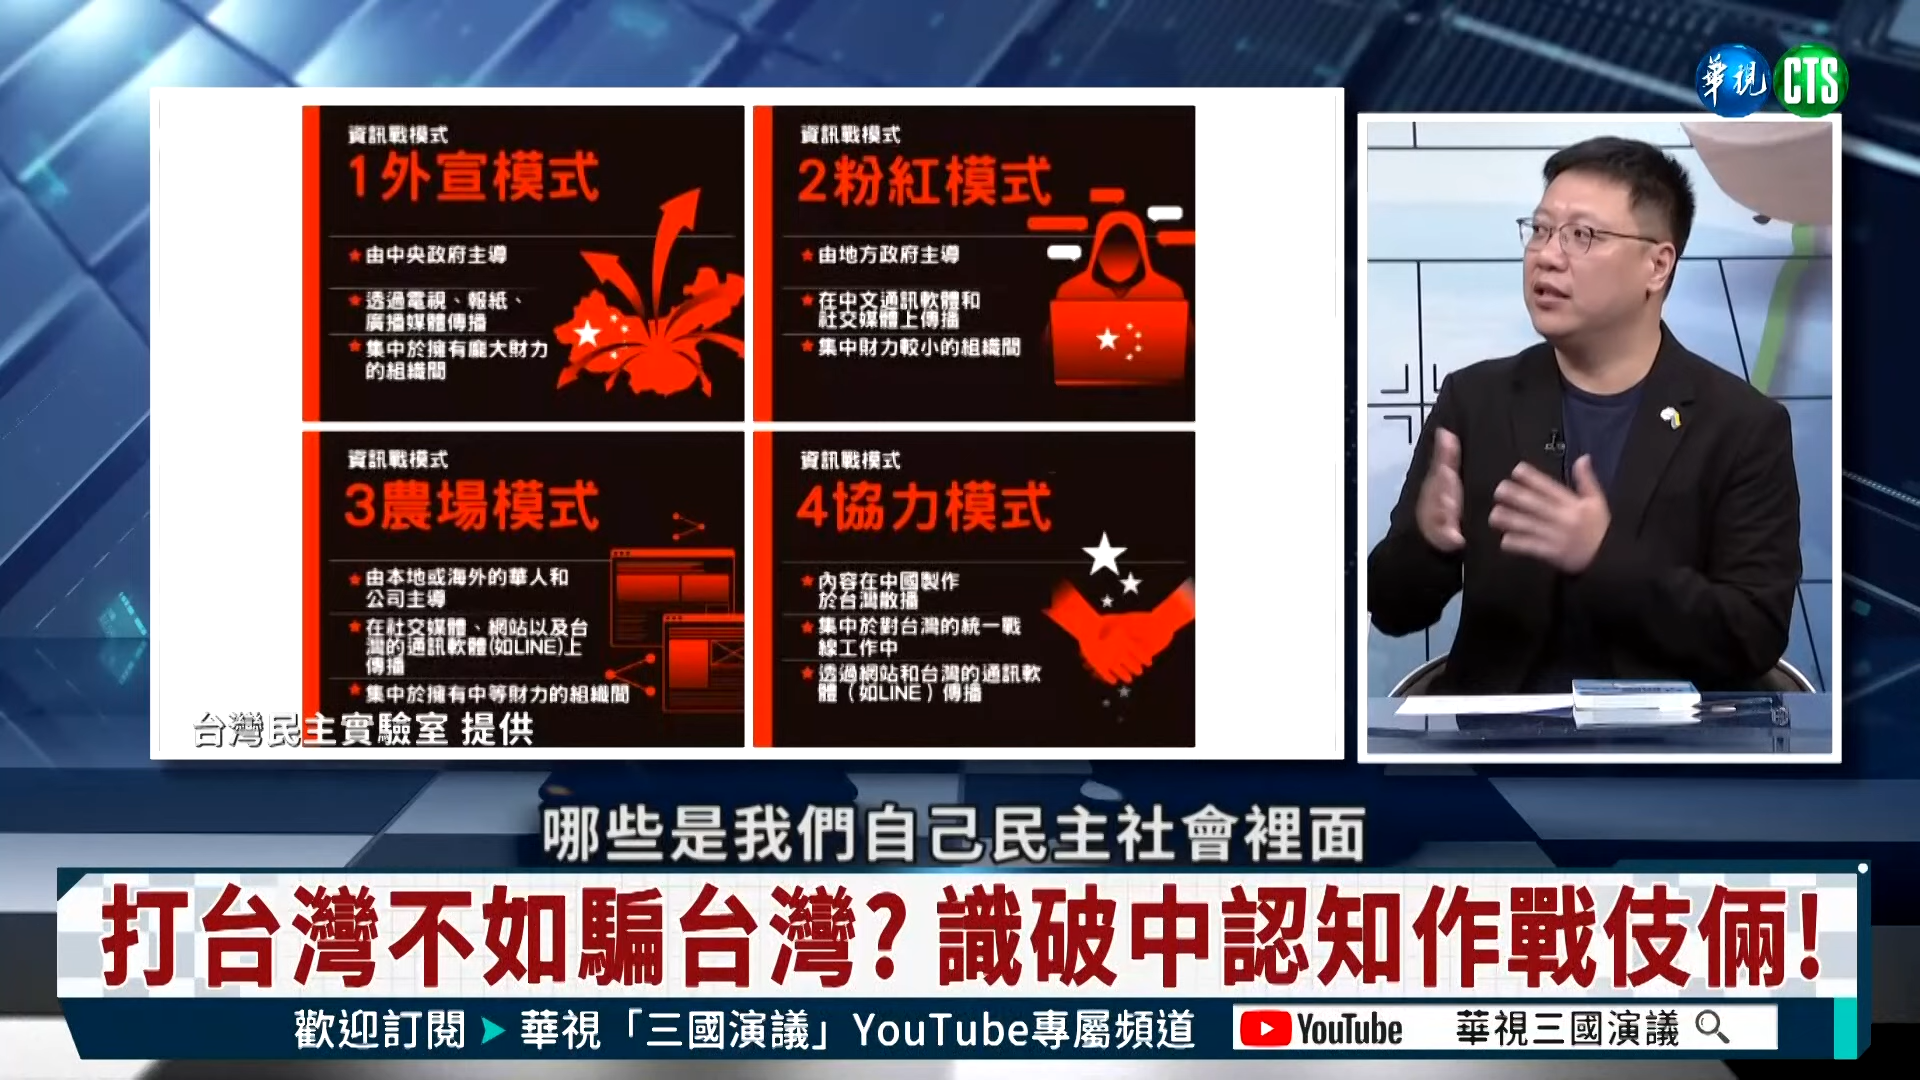 華視 CTS
資訊戰模式
1外宣模式
由中央政府主導
透過電視、報紙、
廣播媒體傳播
集中於擁有龐大財力
的組織間
資訊戰模式
2粉紅模式
由地方政府主導
在中文通訊軟體和
社交媒體上傳播
集中財力較小的組織間
資訊戰模式
3農場模式
由本地或海外的華人和
公司主導
在社交媒體、網站以及台
灣的通訊軟體(如LINE)上
傳播
集中於擁有中等財力的組織間
資訊戰模式
4協力模式
內容在中國製作
於台灣散播
集中於對台灣的統一戰
線工作中
透過網站和台灣的通訊軟
體（如LINE）傳播
台灣民主實驗室 提供
哪些是我們自己民主社會裡面
打台灣不如騙台灣?識破中認知作戰伎倆!
歡迎訂閱 華視「三國演議」YouTube專屬頻道
YouTube 華視三國演議